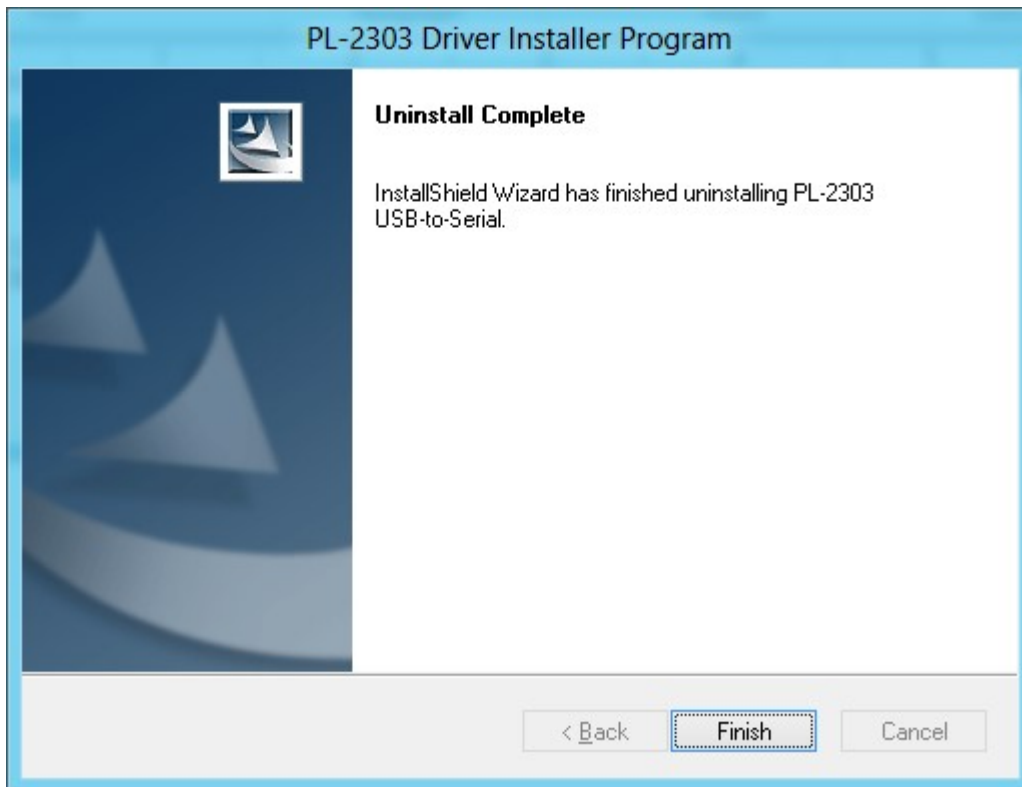 PL-2303 Driver Installer Program
Uninstall Complete
InstallShield Wizard has finished uninstalling PL-2303
USB-to-Serial.
< Back
Finish
Cancel